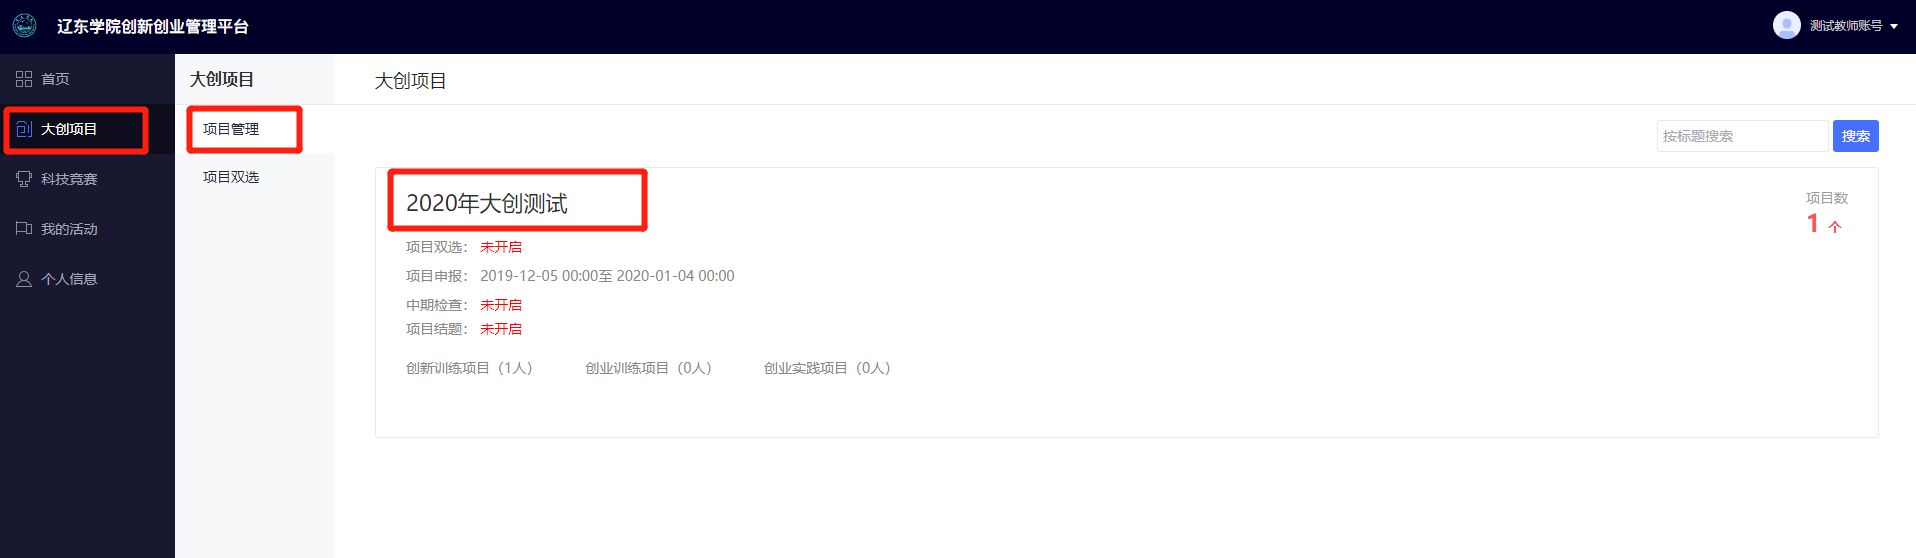 辽东学院创新创业管理平台
测试教师账号
首页
大创项目
科技竞赛
我的活动
个人信息
大创项目
项目管理
项目双选
大创项目
按标题搜索
搜索
2020年大创测试
项目数
1 个
项目双选： 未开启
项目申报： 2019-12-05 00:00至 2020-01-04 00:00
中期检查： 未开启
项目结题： 未开启
创新训练项目（1人） 创业训练项目（0人） 创业实践项目（0人）